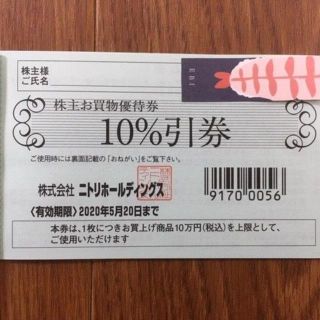 株主様
ご氏名
EBI
株主お買物優待券
10%引券
ご使用時には裏面記載の「おねがい」をご覧下さい。
株式会社 ニトリホールディングス
9170 0056
〈有効期限〉2020年5月20日まで
本券は、1枚につきお買上げ商品10万円(税込)を上限として、
ご使用いただけます